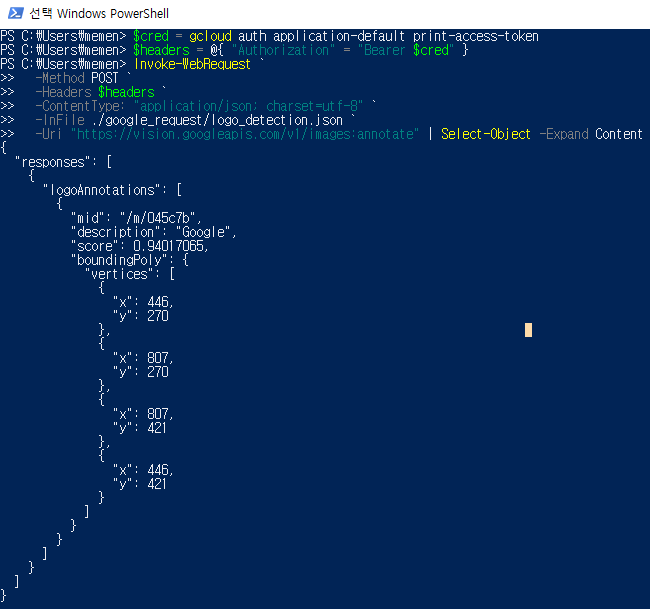 선택 Windows PowerShell
PS C:₩Users₩memen> $cred = gcloud auth application-default print-access-token
PS C:₩Users₩memen> $headers = @{ "Authorization" = "Bearer $cred" }
PS C:₩Users₩memen> Invoke-WebRequest `
>>   -Method POST `
>>   -Headers $headers `
>>   -ContentType: "application/json; charset=utf-8" `
>>   -InFile ./google_request/logo_detection.json `
>>   -Uri "https://vision.googleapis.com/v1/images:annotate" | Select-Object -Expand Content
{
  "responses": [
    {
      "logoAnnotations": [
        {
          "mid": "/m/045c7b",
          "description": "Google",
          "score": 0.94017065,
          "boundingPoly": {
            "vertices": [
              {
                "x": 446,
                "y": 270
              },
              {
                "x": 807,
                "y": 270
              },
              {
                "x": 807,
                "y": 421
              },
              {
                "x": 446,
                "y": 421
              }
            ]
          }
        }
      ]
    }
  ]
}